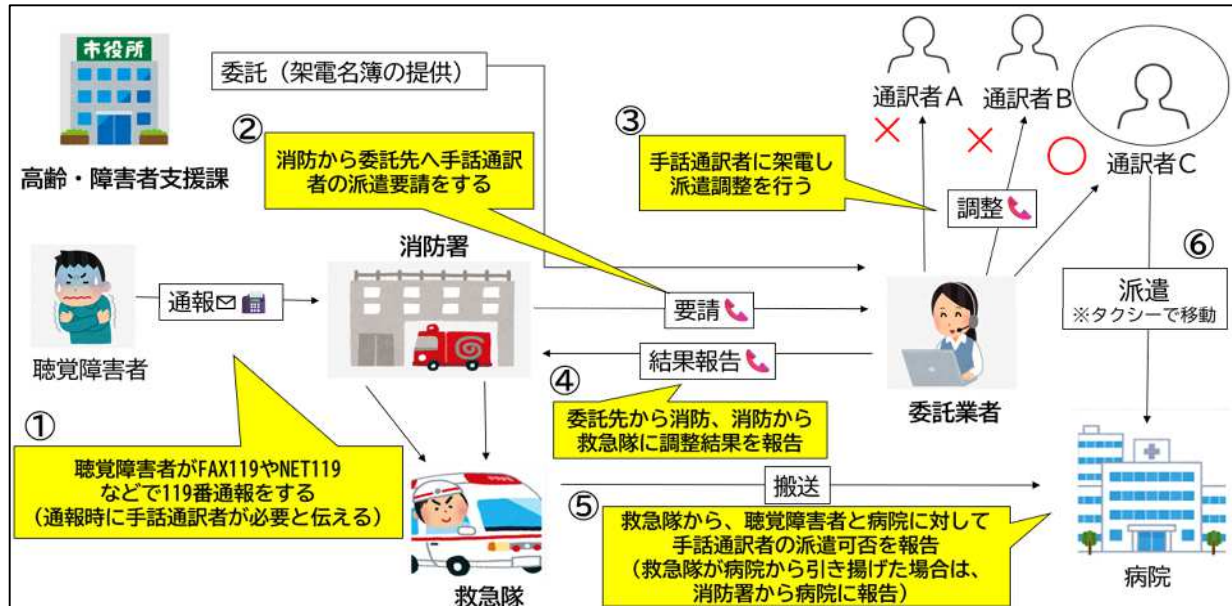 市役所
高齢・障害者支援課
委託（架電名簿の提供）
②
消防から委託先へ手話通訳
者の派遣要請をする
③
手話通訳者に架電し
派遣調整を行う
通訳者A
通訳者B
通訳者C
×
×
○
調整
⑥
派遣
※タクシーで移動
聴覚障害者
通報
消防署
要請
結果報告
委託業者
④
委託先から消防、消防から
救急隊に調整結果を報告
①
聴覚障害者がFAX119やNET119
などで119番通報をする
（通報時に手話通訳者が必要と伝える）
救急隊
搬送
⑤
救急隊から、聴覚障害者と病院に対して
手話通訳者の派遣可否を報告
（救急隊が病院から引き揚げた場合は、
消防署から病院に報告）
病院